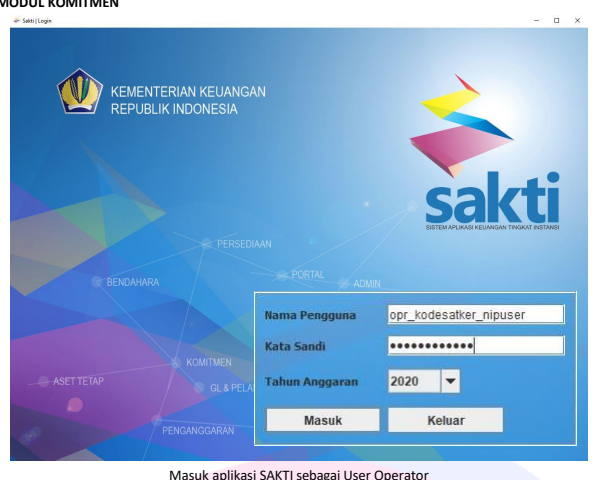 MODUL KOMITMEN
Sakti | Login
KEMENTERIAN KEUANGAN
REPUBLIK INDONESIA
sakti
SISTEM APLIKASI KEUANGAN TINGKAT INSTANSI
PERSEDIAAN
PORTAL
BENDAHARA
ADMIN
Nama Pengguna opr_kodesatker_nipuser
Kata Sandi ••••••••••••
KOMITMEN
Tahun Anggaran 2020
ASET TETAP
GL & PELA
Masuk Keluar
PENGANGGARAN
Masuk aplikasi SAKTI sebagai User Operator